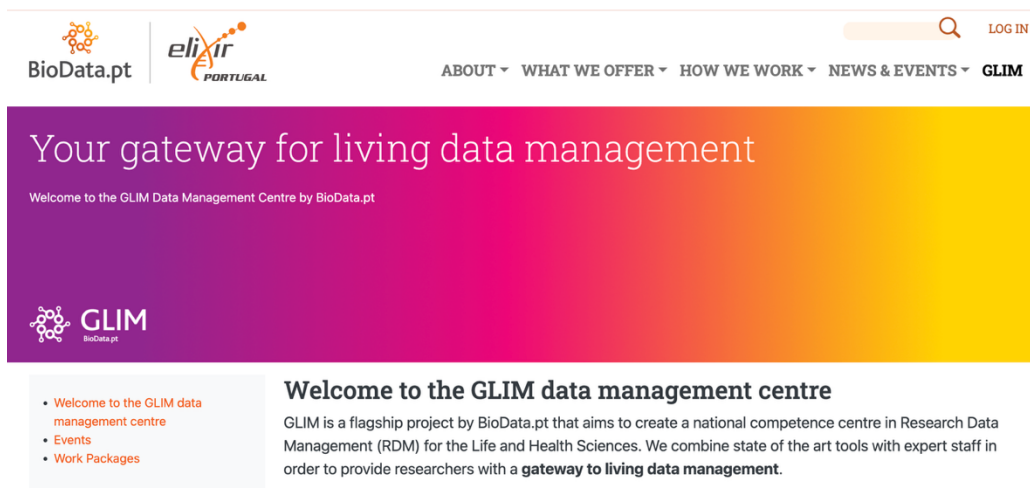 BioData.pt
elixir
PORTUGAL
LOG IN
ABOUT WHAT WE OFFER HOW WE WORK NEWS & EVENTS GLIM
Your gateway for living data management
Welcome to the GLIM Data Management Centre by BioData.pt
GLIM
BioData.pt
• Welcome to the GLIM data
management centre
• Events
• Work Packages
Welcome to the GLIM data management centre
GLIM is a flagship project by BioData.pt that aims to create a national competence centre in Research Data
Management (RDM) for the Life and Health Sciences. We combine state of the art tools with expert staff in
order to provide researchers with a gateway to living data management.